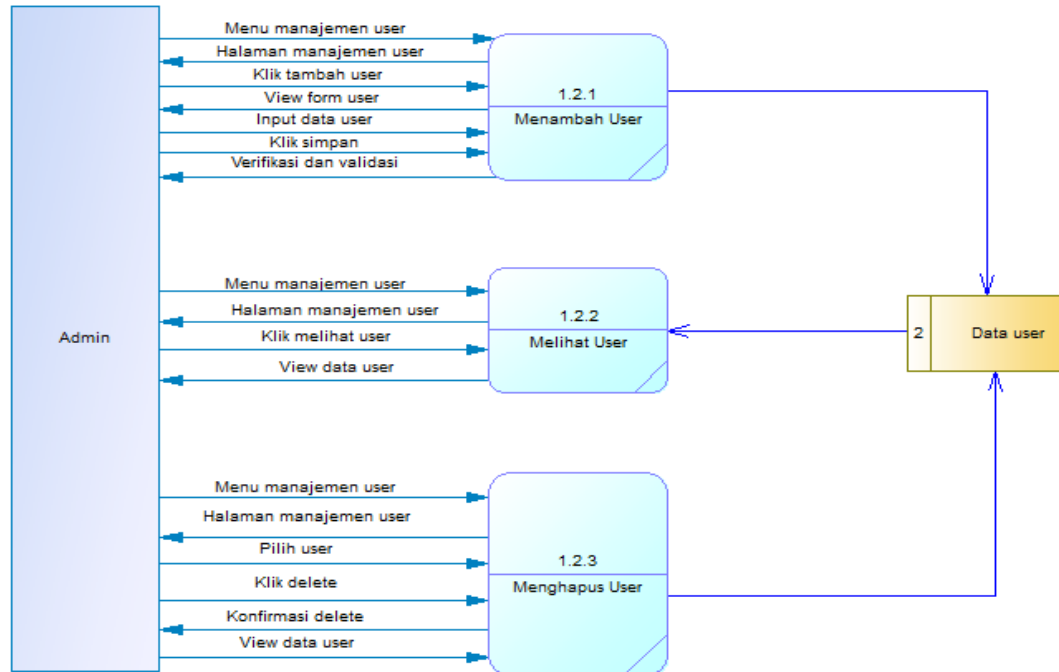 Admin
Menu manajemen user
Halaman manajemen user
Klik tambah user
View form user
Input data user
Klik simpan
Verifikasi dan validasi
1.2.1
Menambah User
Menu manajemen user
Halaman manajemen user
Klik melihat user
View data user
1.2.2
Melihat User
2
Data user
Menu manajemen user
Halaman manajemen user
Pilih user
Klik delete
Konfirmasi delete
View data user
1.2.3
Menghapus User